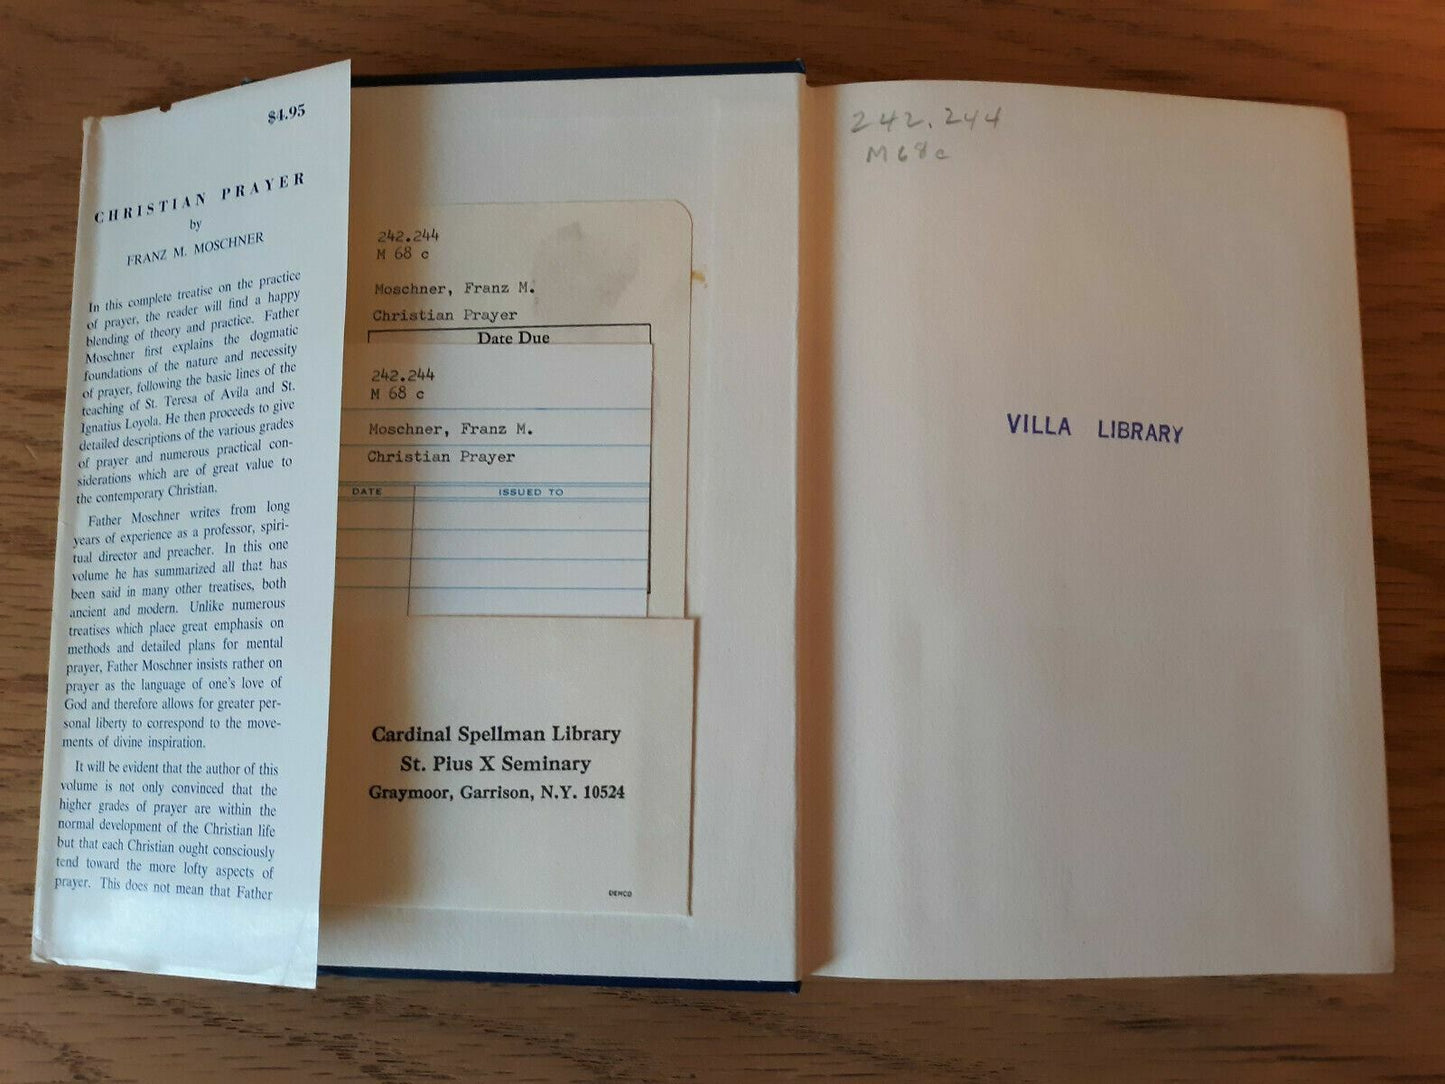 $4.95
CHRISTIAN PRAYER
by
FRANZ M. MOSCHNER
In this complete treatise on the practice
of prayer, the reader will find a happy
blending of theory and practice. Father
Moschner first explains the dogmatic
foundations of the nature and necessity
of prayer, following the basic lines of the
teaching of St. Teresa of Avila and St.
Ignatius Loyola. He then proceeds to give
detailed descriptions of the various grades
of prayer and numerous practical con-
siderations which are of great value to
the contemporary Christian.
Father Moschner writes from long
years of experience as a professor, spiri-
tual director and preacher. In this one
volume he has summarized all that has
been said in many other treatises, both
ancient and modern. Unlike numerous
treatises which place great emphasis on
methods and detailed plans for mental
prayer, Father Moschner insists rather on
prayer as the language of one's love of
God and therefore allows for greater per-
sonal liberty to correspond to the move-
ments of divine inspiration.
It will be evident that the author of this
volume is not only convinced that the
higher grades of prayer are within the
normal development of the Christian life
but that each Christian ought consciously
tend toward the more lofty aspects of
prayer. This does not mean that Father
242.244
M 68 c
Moschner, Franz M.
Christian Prayer
Date Due
242.244
M 68 c
Moschner, Franz M.
Christian Prayer
DATE ISSUED TO
Cardinal Spellman Library
St. Pius X Seminary
Graymoor, Garrison, N.Y. 10524
DEMCO
242.244
M68c
VILLA LIBRARY